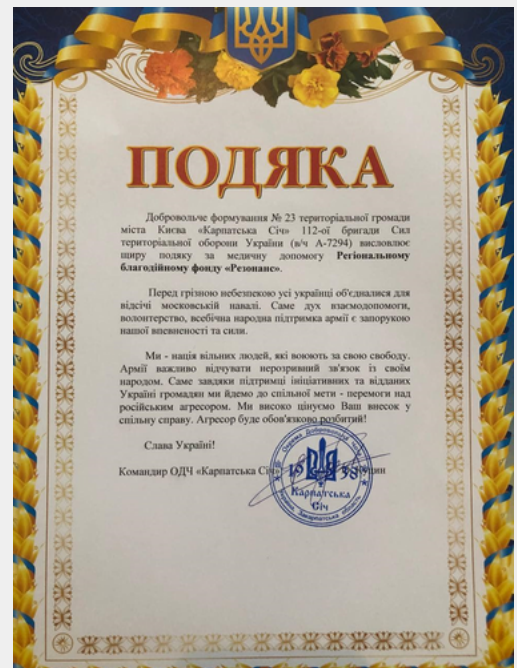 ПОДЯКА
Добровольче формування № 23 територіальної громади
міста Києва «Карпатська Січ» 112-ої бригади Сил
територіальної оборони України (в/ч А-7294) висловлює
щиру подяку за медичну допомогу Регіональному
благодійному фонду «Резонанс».
Перед грізною небезпекою усі українці об'єдналися для
відсічі московській навалі. Саме дух взаємодопомоги,
волонтерство, всебічна народна підтримка армії є запорукою
нашої впевненості та сили.
Ми - нація вільних людей, які воюють за свою свободу.
Армії важливо відчувати нерозривний зв'язок із своїм
народом. Саме завдяки підтримці ініціативних та відданих
Україні громадян ми йдемо до спільної мети - перемоги над
російським агресором. Ми високо цінуємо Ваш внесок у
спільну справу. Агресор буде обов'язково розбитий!
Слава Україні!
Командир ОДЧ «Карпатська Січ»
19 38
Карпатська
Січ